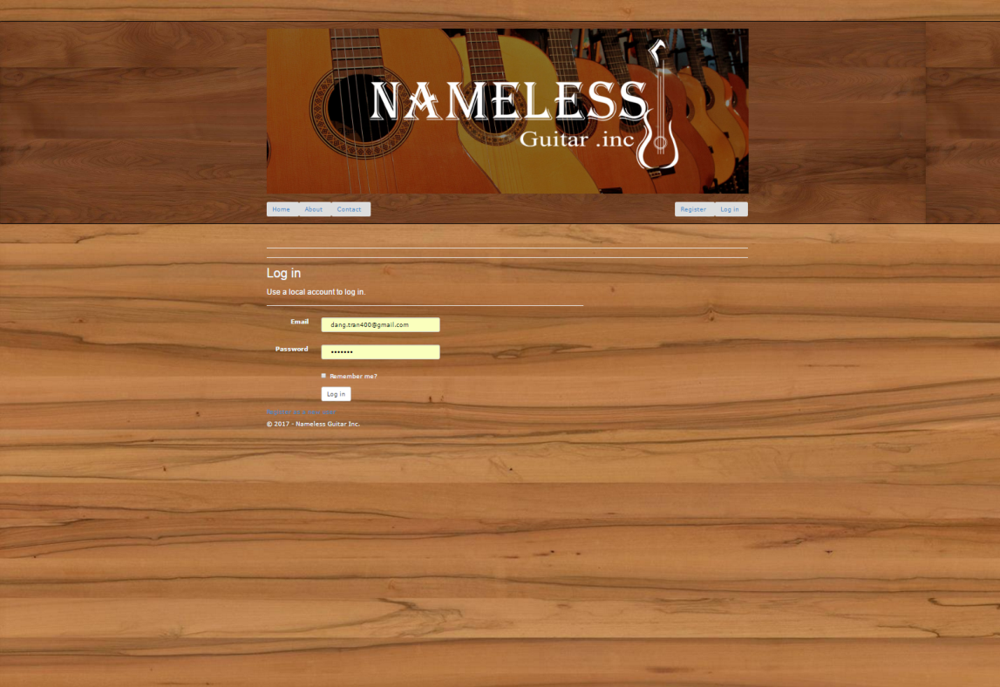 NAMELESS
Guitar .inc
Home About Contact Register Log in
Log in
Use a local account to log in.
Email dang.tran400@gmail.com
Password •••••••
Remember me?
Log in
© 2017 - Nameless Guitar Inc.